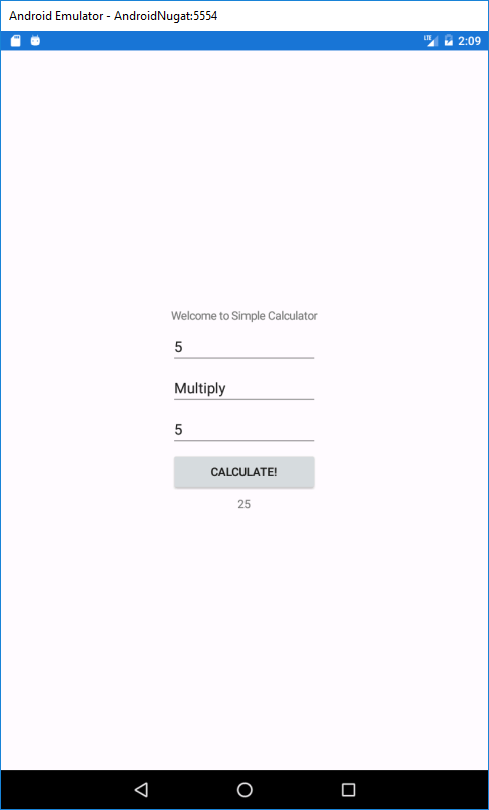 Android Emulator - AndroidNugat:5554
LTE 2:09
Welcome to Simple Calculator
5
Multiply
5
CALCULATE!
25